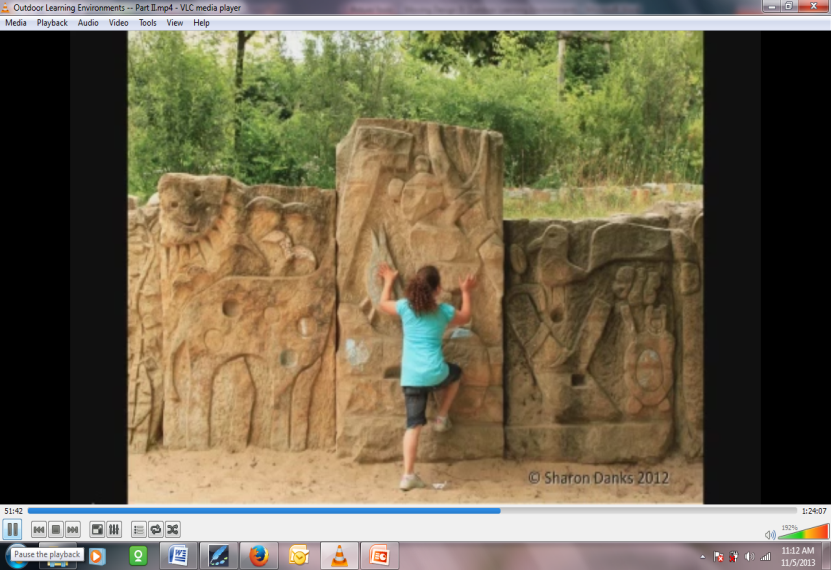 Outdoor Learning Environments -- Part II.mp4 - VLC media player
Media Playback Audio Video Tools View Help
© Sharon Danks 2012
51:42
1:24:07
192%
Pause the playback
11:12 AM
11/5/2013